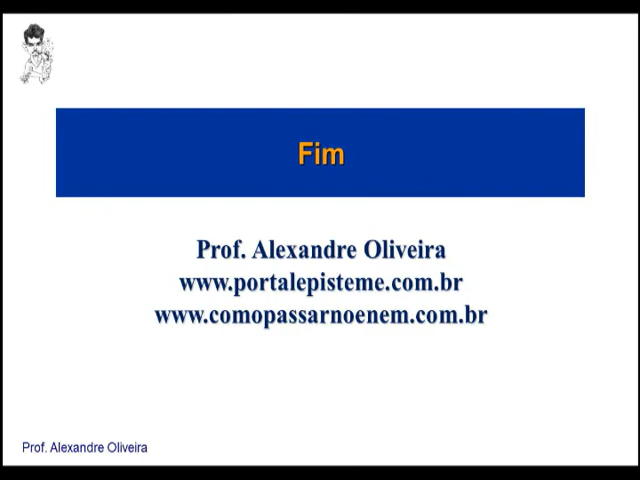 Fim
Prof. Alexandre Oliveira
www.portalepisteme.com.br
www.comopassarnoenem.com.br
Prof. Alexandre Oliveira